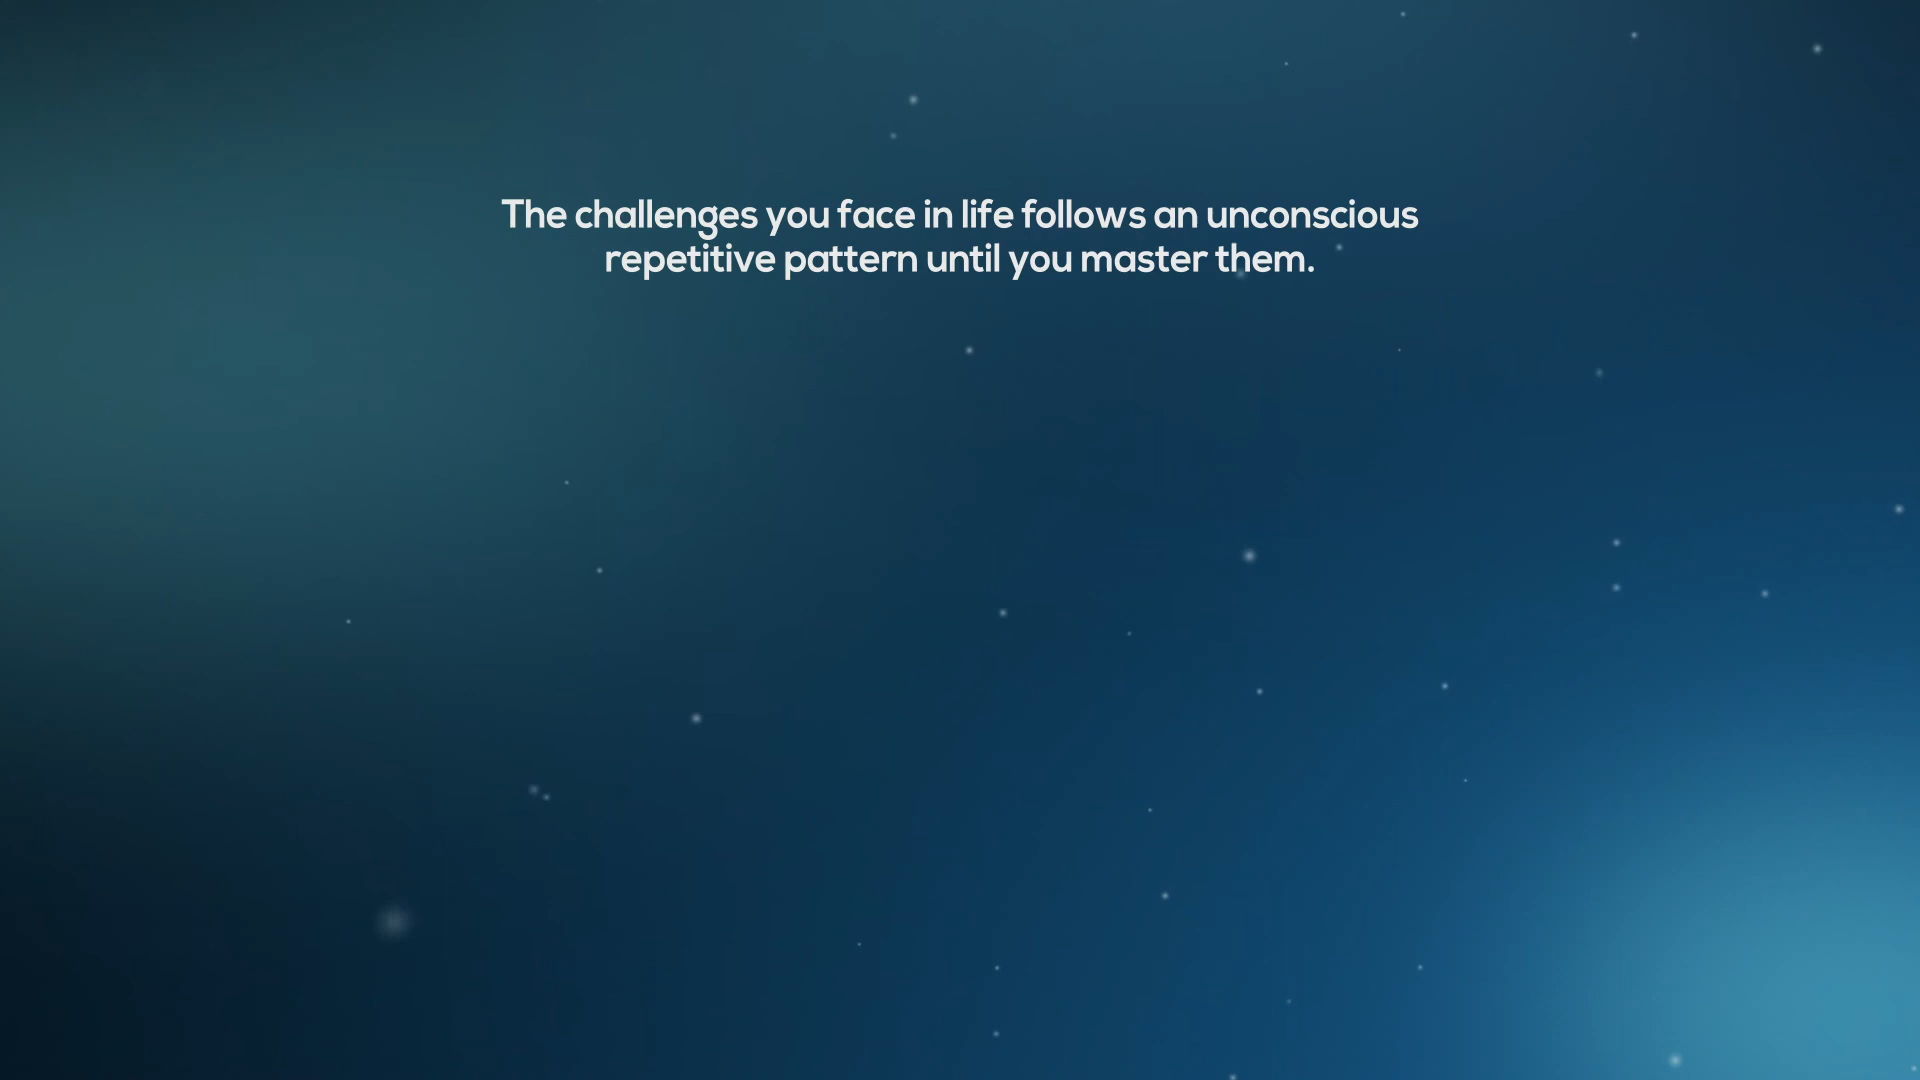 The challenges you face in life follows an unconscious
repetitive pattern until you master them.